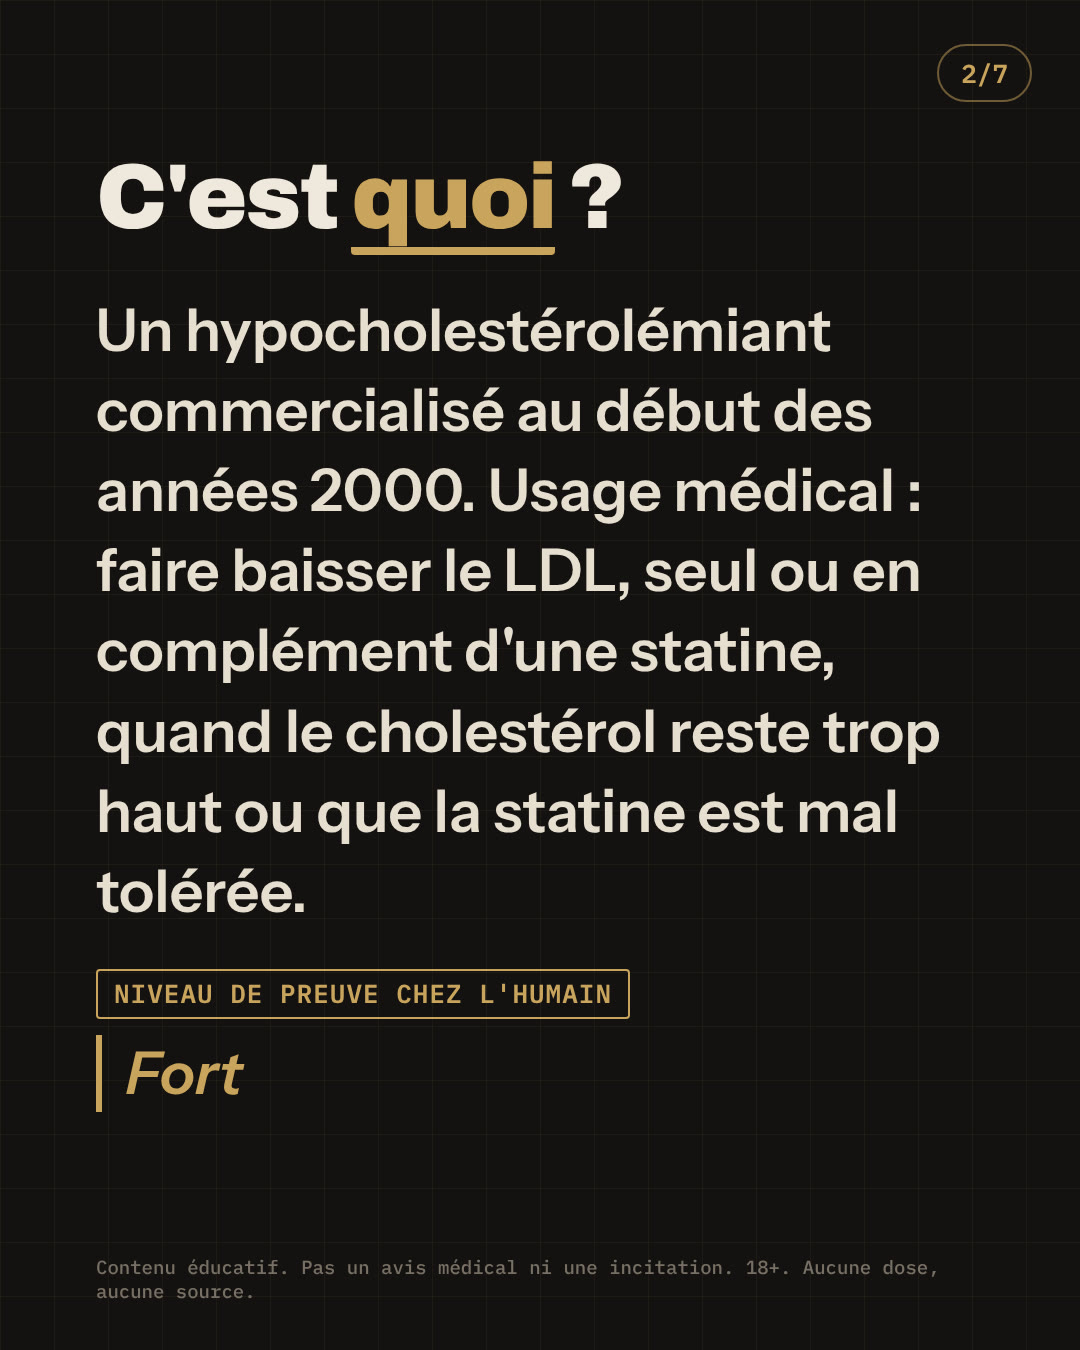 2/7
C'est quoi ?
Un hypocholestérolémiant
commercialisé au début des
années 2000. Usage médical :
faire baisser le LDL, seul ou en
complément d'une statine,
quand le cholestérol reste trop
haut ou que la statine est mal
tolérée.
NIVEAU DE PREUVE CHEZ L'HUMAIN
Fort
Contenu éducatif. Pas un avis médical ni une incitation. 18+. Aucune dose,
aucune source.